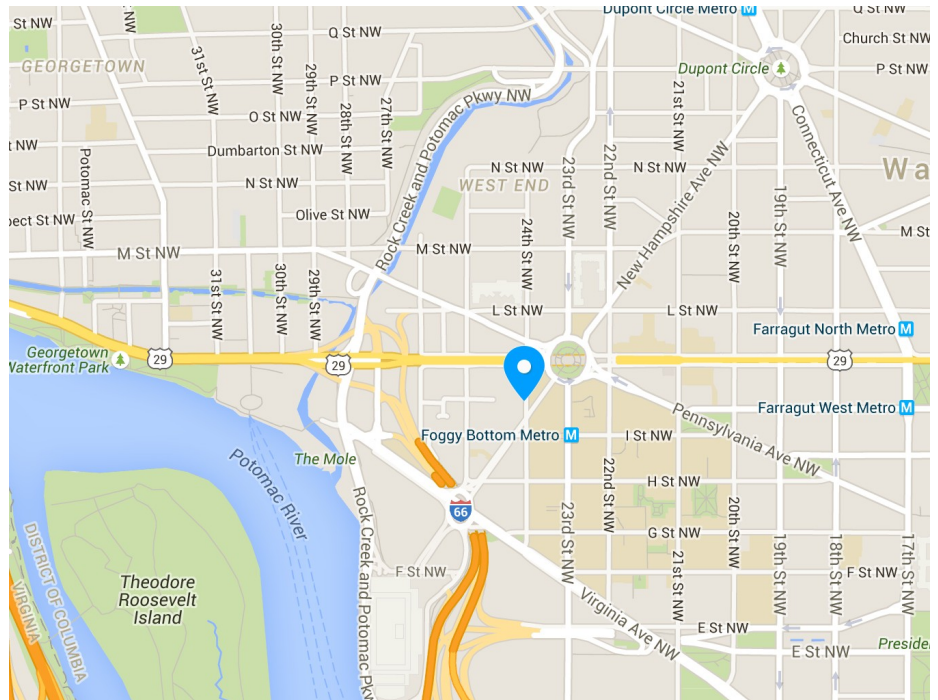 Dupont Circle Metro M
St NW
30th St NW
Q St NW
Q St NW
Church St NW
GEORGETOWN
31st St NW
29th St NW
P St NW
Rock Creek and Potomac Pkwy NW
Dupont Circle
P St NW
P St NW
28th St NW
27th St NW
21st St NW
22nd St NW
Connecticut Ave NW
O St NW
Potomac St NW
t NW
Dumbarton St NW
N St NW
23rd St NW
N St NW
New Hampshire Ave NW
Wa
St NW
N St NW
WEST END
19th St NW
pect St NW
Olive St NW
24th St NW
20th St NW
M St NW
M St NW
M St
31st St NW
30th St NW
29th St NW
L St NW
L St NW
Farragut North Metro M
Georgetown
Waterfront Park
29
29
29
Farragut West Metro M
Pennsylvania Ave NW
Foggy Bottom Metro M
I St NW
The Mole
Potomac River
22nd St NW
H St NW
66
Rock Creek and Potomac Pkw
23rd St NW
20th St NW
G St NW
19th St NW
18th St NW
17th St NW
DISTRICT OF COLUMBIA
VIRGINIA
Theodore
Roosevelt
Island
F St NW
21st St NW
F St NW
Virginia Ave NW
E St NW
E St NW
Preside